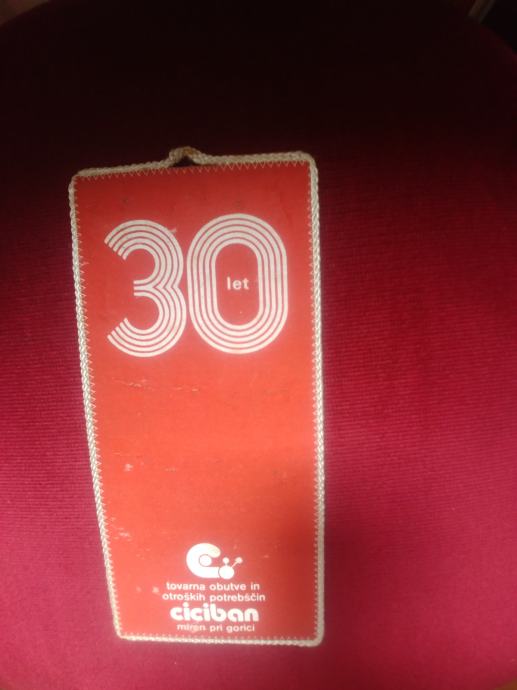 30
let
tovarna obutve in
otroških potrebščin
ciciban
miren pri gorici